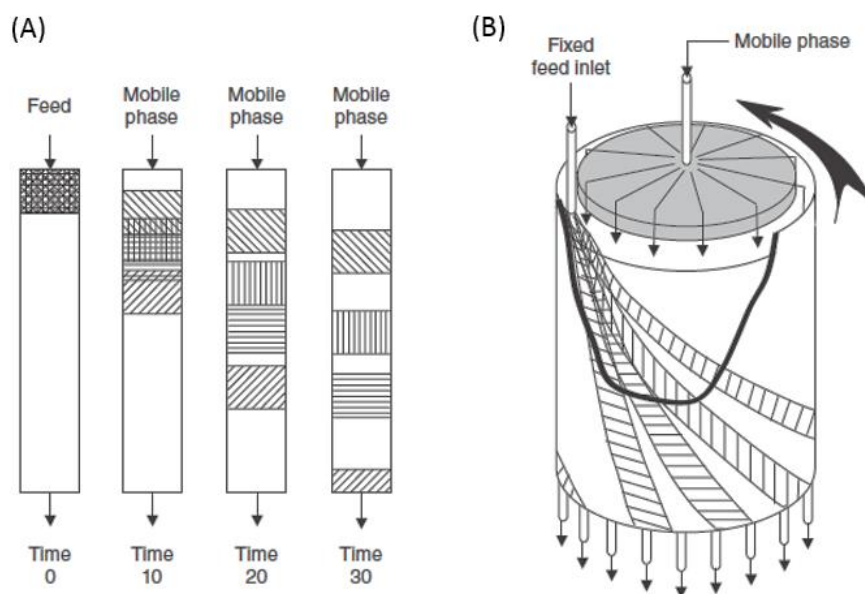 (A)
Feed
Mobile
phase
Mobile
phase
Mobile
phase
Time
0
Time
10
Time
20
Time
30
(B)
Fixed
feed inlet
Mobile phase